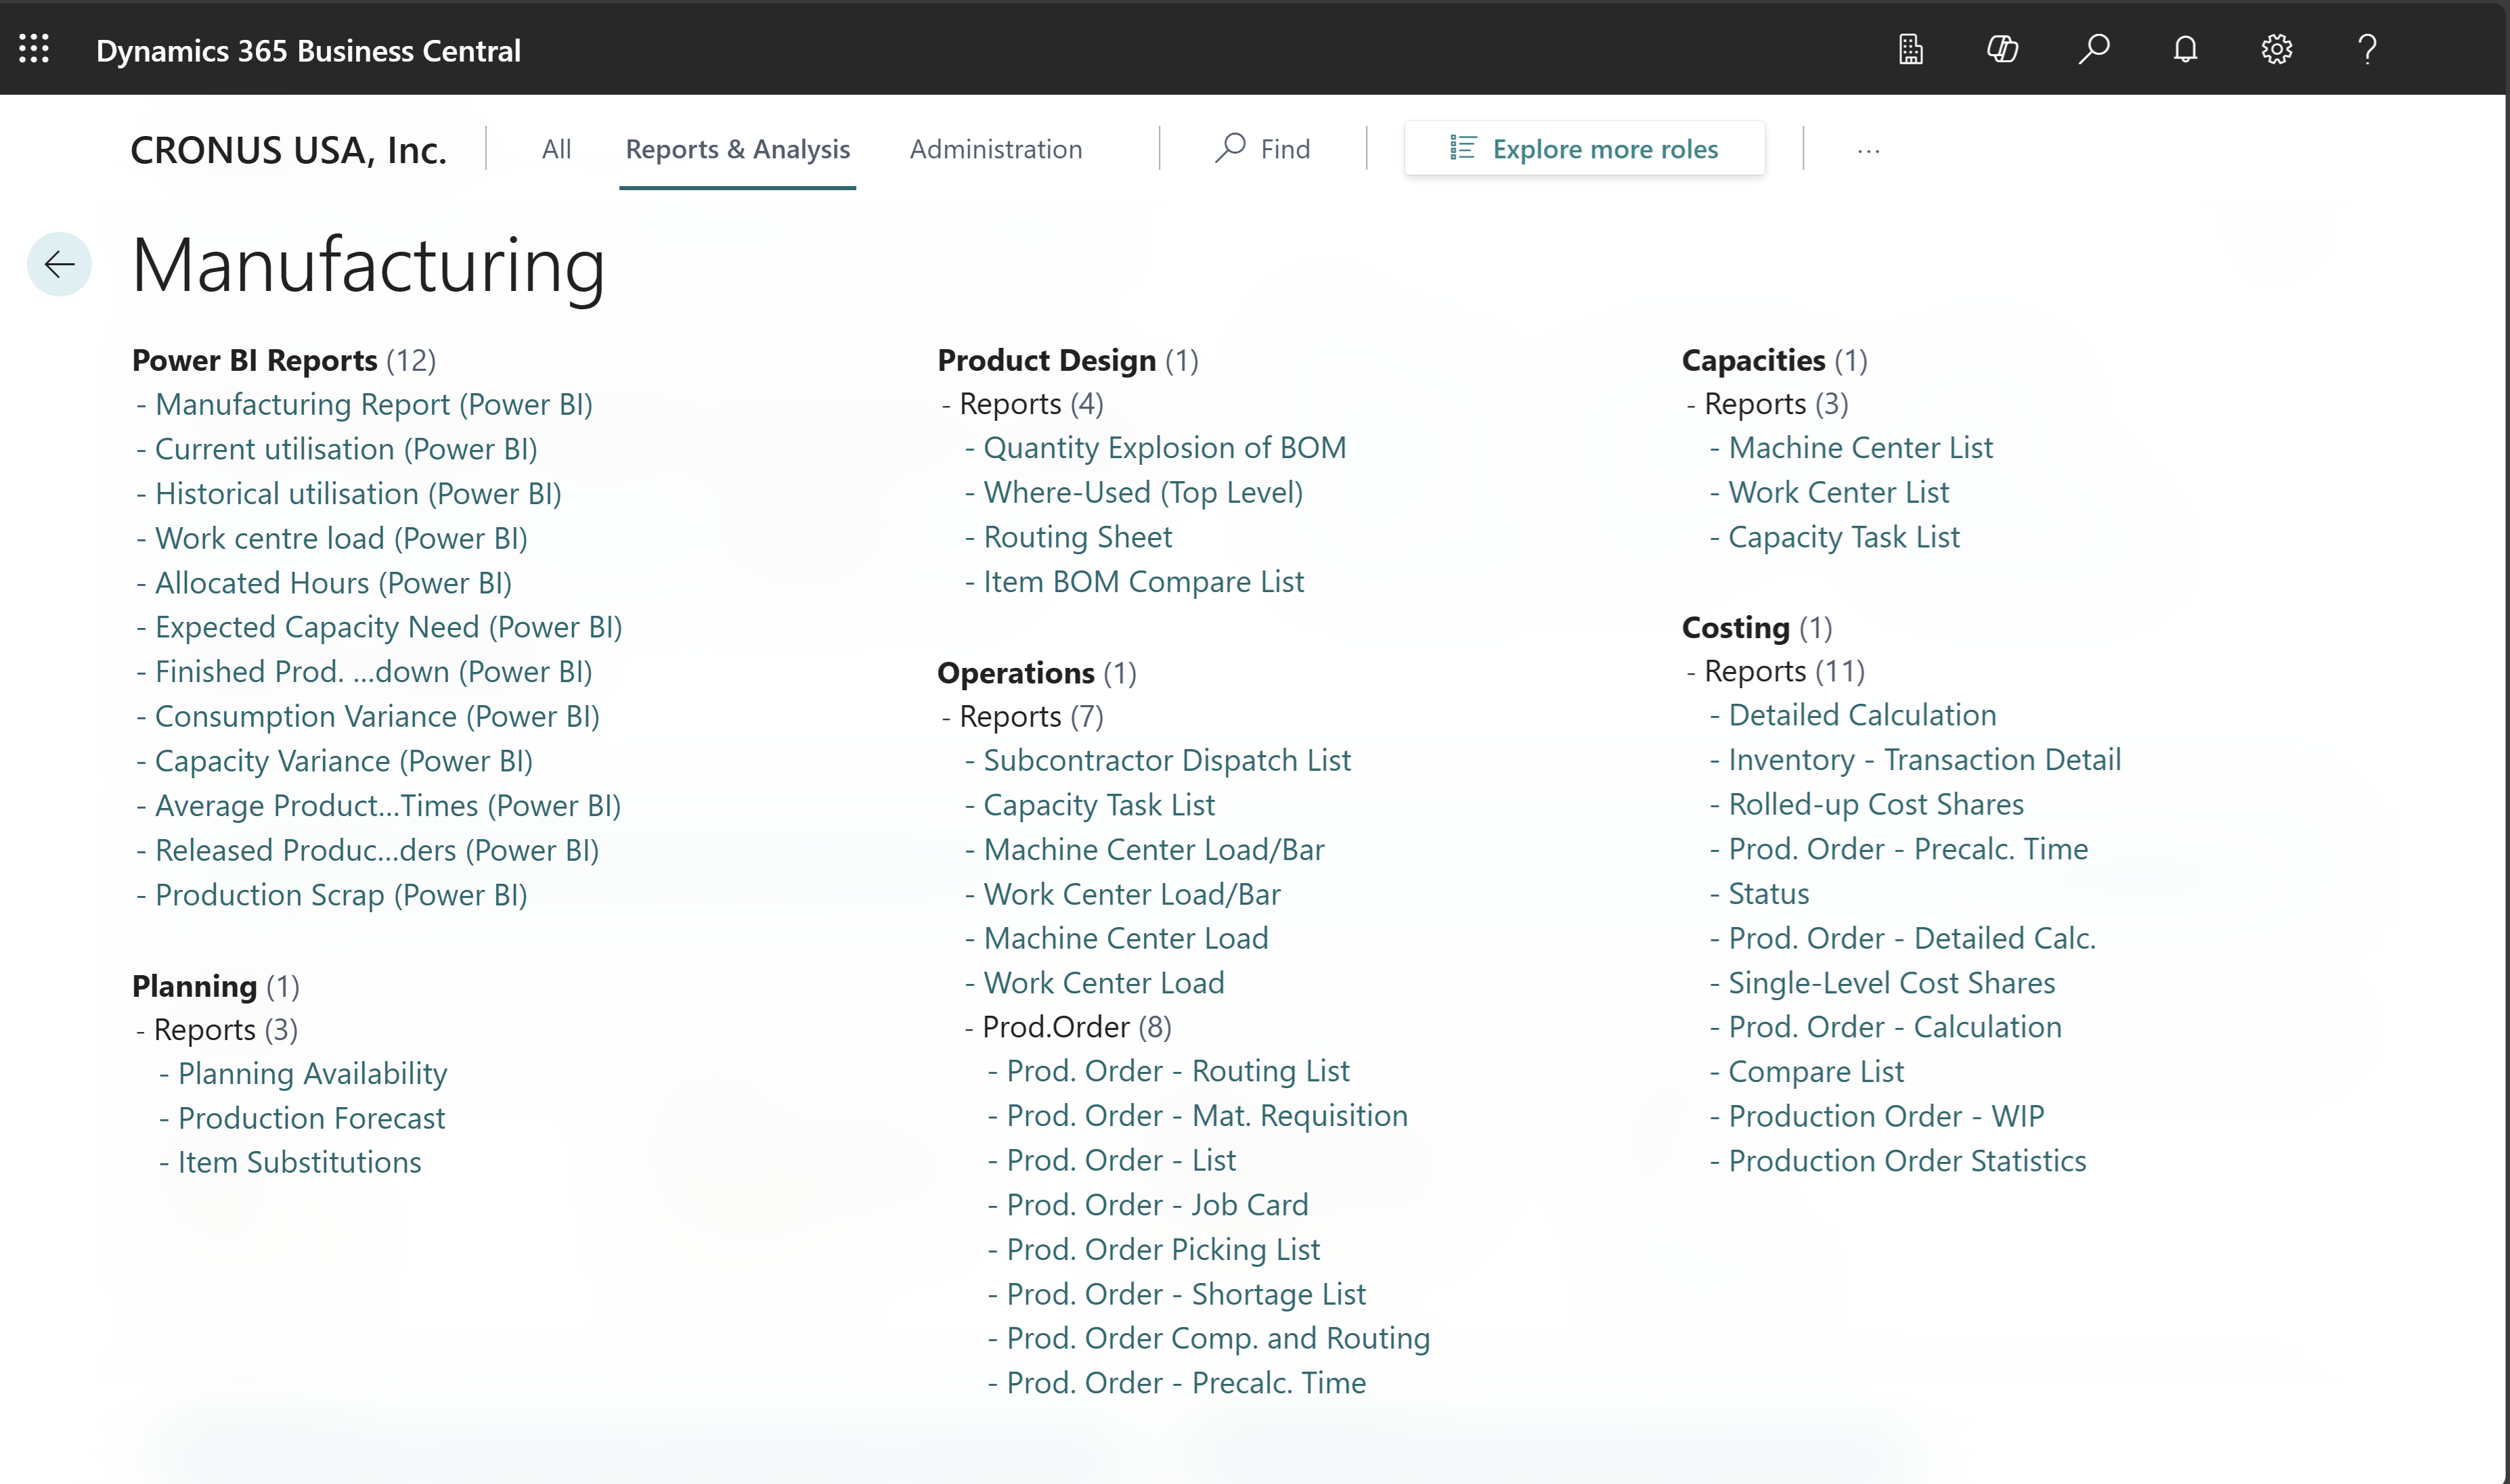 Dynamics 365 Business Central
CRONUS USA, Inc.
All
Reports & Analysis
Administration
Find
Explore more roles
...
Manufacturing
Power BI Reports (12)
- Manufacturing Report (Power BI)
- Current utilisation (Power BI)
- Historical utilisation (Power BI)
- Work centre load (Power BI)
- Allocated Hours (Power BI)
- Expected Capacity Need (Power BI)
- Finished Prod. ...down (Power BI)
- Consumption Variance (Power BI)
- Capacity Variance (Power BI)
- Average Product...Times (Power BI)
- Released Produc...ders (Power BI)
- Production Scrap (Power BI)
Planning (1)
- Reports (3)
- Planning Availability
- Production Forecast
- Item Substitutions
Product Design (1)
- Reports (4)
- Quantity Explosion of BOM
- Where-Used (Top Level)
- Routing Sheet
- Item BOM Compare List
Operations (1)
- Reports (7)
- Subcontractor Dispatch List
- Capacity Task List
- Machine Center Load/Bar
- Work Center Load/Bar
- Machine Center Load
- Work Center Load
- Prod.Order (8)
- Prod. Order - Routing List
- Prod. Order - Mat. Requisition
- Prod. Order - List
- Prod. Order - Job Card
- Prod. Order Picking List
- Prod. Order - Shortage List
- Prod. Order Comp. and Routing
- Prod. Order - Precalc. Time
Capacities (1)
- Reports (3)
- Machine Center List
- Work Center List
- Capacity Task List
Costing (1)
- Reports (11)
- Detailed Calculation
- Inventory - Transaction Detail
- Rolled-up Cost Shares
- Prod. Order - Precalc. Time
- Status
- Prod. Order - Detailed Calc.
- Single-Level Cost Shares
- Prod. Order - Calculation
- Compare List
- Production Order - WIP
- Production Order Statistics